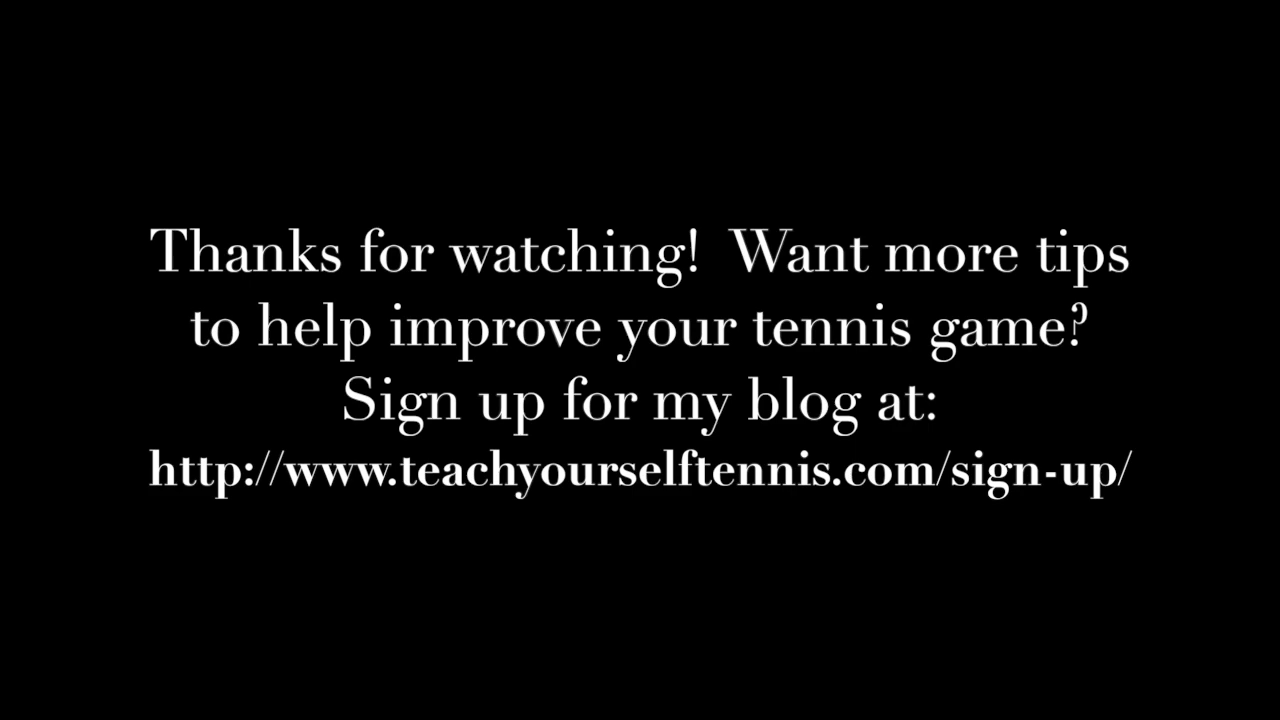 Thanks for watching!  Want more tips
to help improve your tennis game?
Sign up for my blog at:
http://www.teachyourselftennis.com/sign-up/